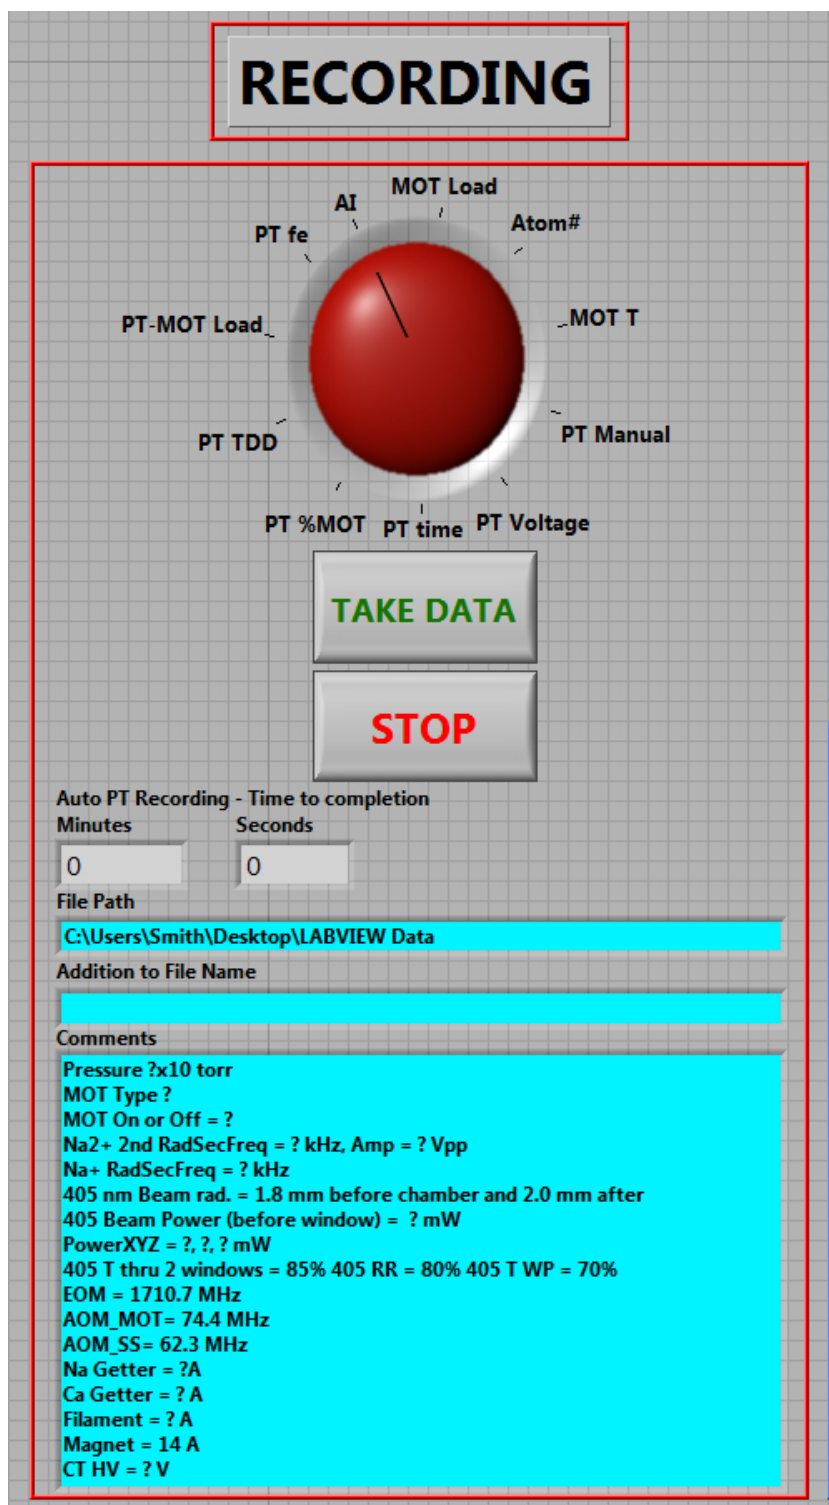 RECORDING
MOT Load
AI
Atom#
PT fe
MOT T
PT-MOT Load
PT Manual
PT TDD
PT Voltage
PT %MOT
PT time
TAKE DATA
STOP
Auto PT Recording - Time to completion
Minutes Seconds
0 0
File Path
C:\Users\Smith\Desktop\LABVIEW Data
Addition to File Name
Comments
Pressure ?x10 torr
MOT Type ?
MOT On or Off = ?
Na2+ 2nd RadSecFreq = ? kHz, Amp = ? Vpp
Na+ RadSecFreq = ? kHz
405 nm Beam rad. = 1.8 mm before chamber and 2.0 mm after
405 Beam Power (before window) =  ? mW
PowerXYZ = ?, ?, ? mW
405 T thru 2 windows = 85% 405 RR = 80% 405 T WP = 70%
EOM = 1710.7 MHz
AOM_MOT= 74.4 MHz
AOM_SS= 62.3 MHz
Na Getter = ?A
Ca Getter = ? A
Filament = ? A
Magnet = 14 A
CT HV = ? V